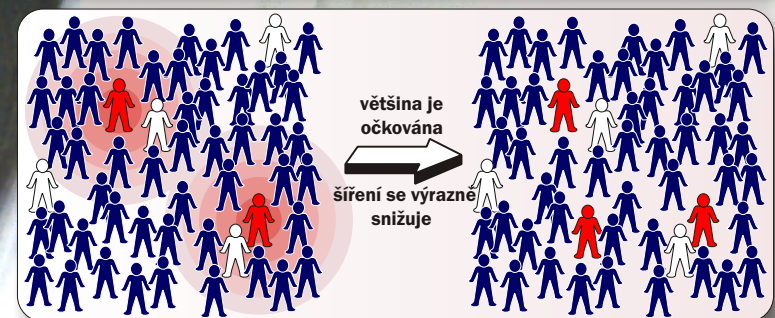 většina je
očkována
šíření se výrazně
snižuje